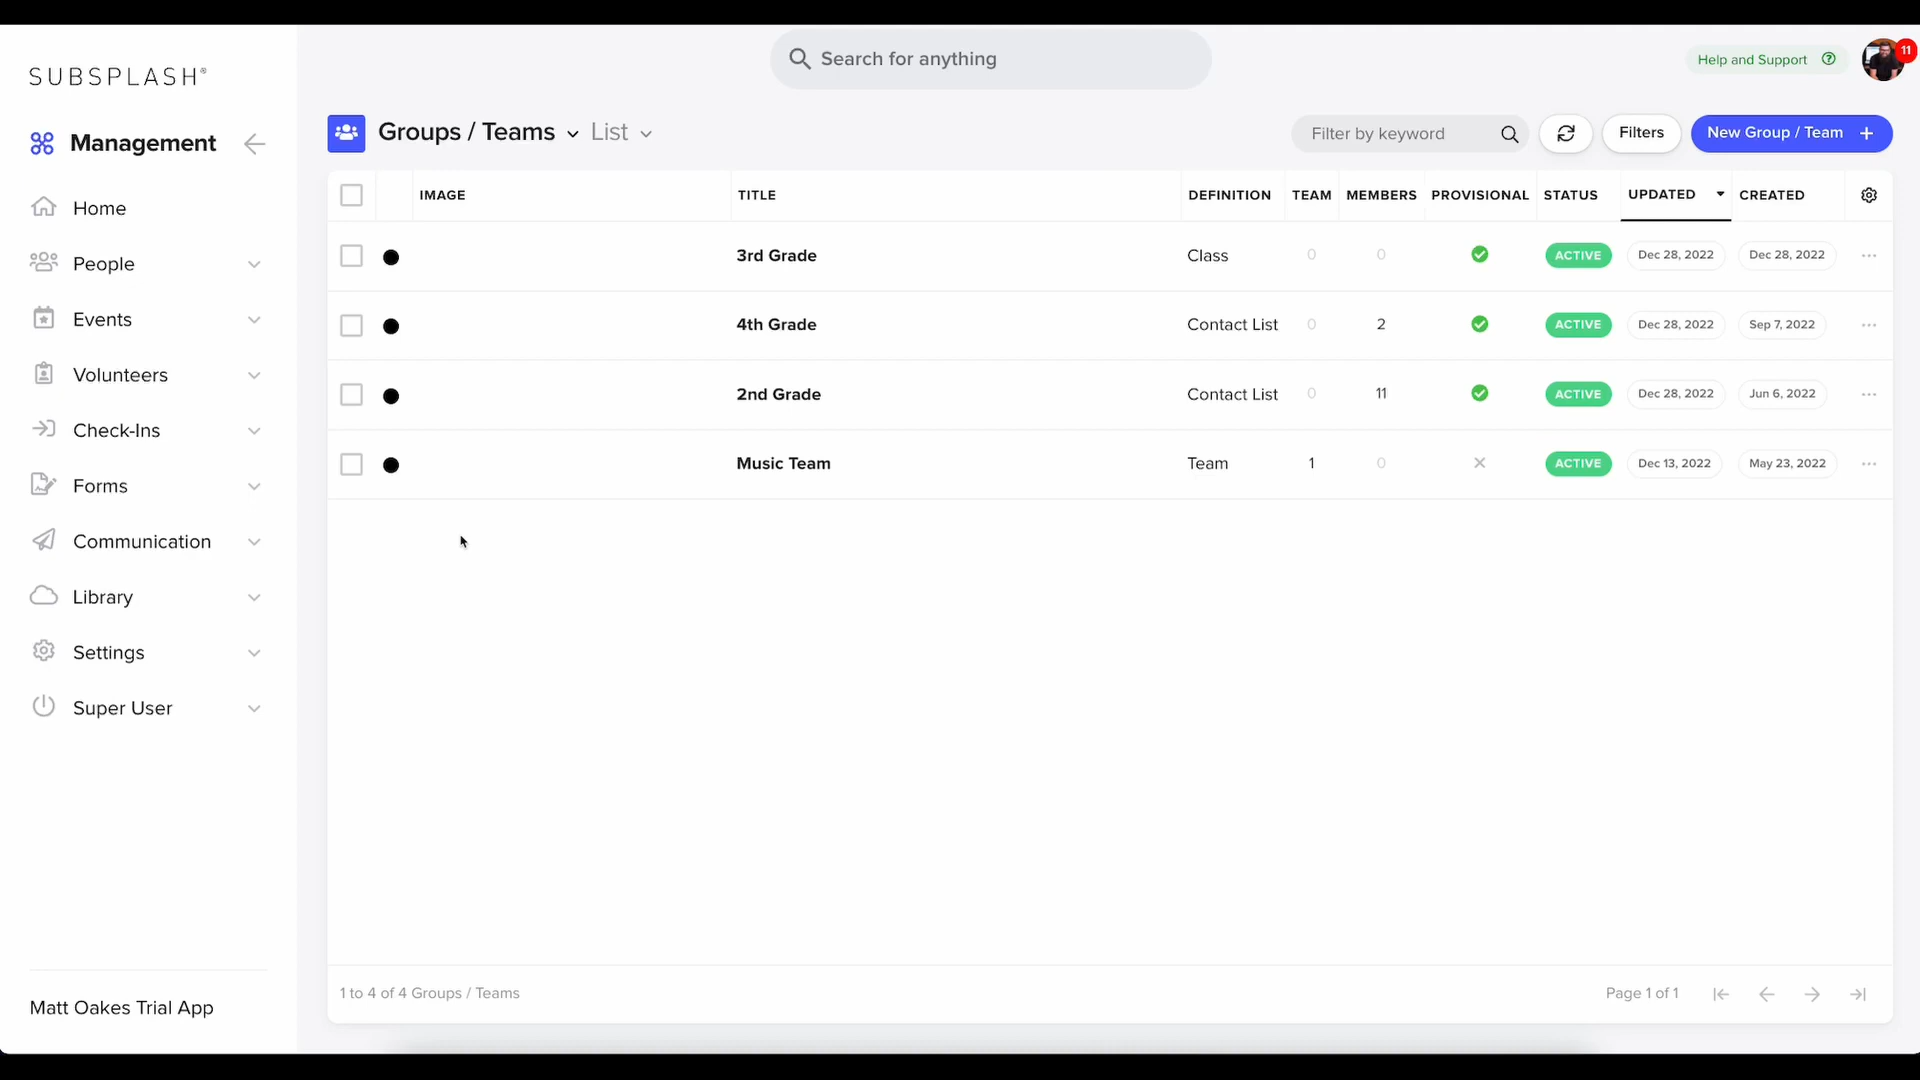 SUBSPLASH®
Search for anything
Help and Support
11
Management
Groups / Teams
List
Filter by keyword
Filters
New Group / Team +
Home
People
Events
Volunteers
Check-Ins
Forms
Communication
Library
Settings
Super User
IMAGE TITLE DEFINITION TEAM MEMBERS PROVISIONAL STATUS UPDATED CREATED
3rd Grade Class 0 0 ACTIVE Dec 28, 2022 Dec 28, 2022
4th Grade Contact List 0 2 ACTIVE Dec 28, 2022 Sep 7, 2022
2nd Grade Contact List 0 11 ACTIVE Dec 28, 2022 Jun 6, 2022
Music Team Team 1 0 ACTIVE Dec 13, 2022 May 23, 2022
1 to 4 of 4 Groups / Teams
Page 1 of 1
Matt Oakes Trial App